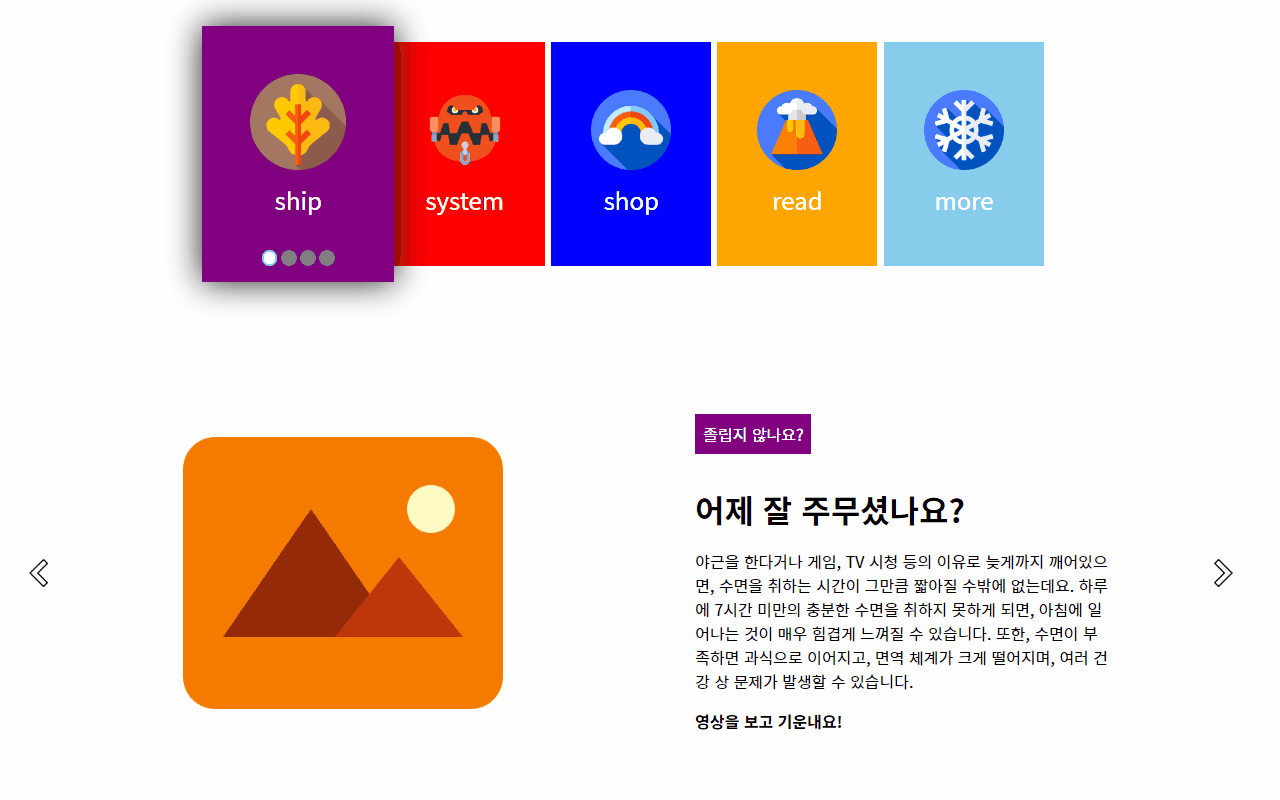 ship
system
shop
read
more
졸립지 않나요?
어제 잘 주무셨나요?
야근을 한다거나 게임, TV 시청 등의 이유로 늦게까지 깨어있으
면, 수면을 취하는 시간이 그만큼 짧아질 수밖에 없는데요. 하루
에 7시간 미만의 충분한 수면을 취하지 못하게 되면, 아침에 일
어나는 것이 매우 힘겹게 느껴질 수 있습니다. 또한, 수면이 부
족하면 과식으로 이어지고, 면역 체계가 크게 떨어지며, 여러 건
강 상 문제가 발생할 수 있습니다.
영상을 보고 기운내요!